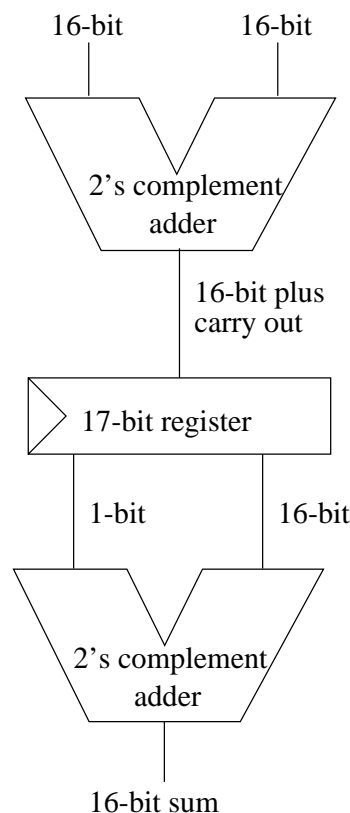 16-bit 16-bit
2’s complement
adder
16-bit plus
carry out
17-bit register
1-bit 16-bit
2’s complement
adder
16-bit sum